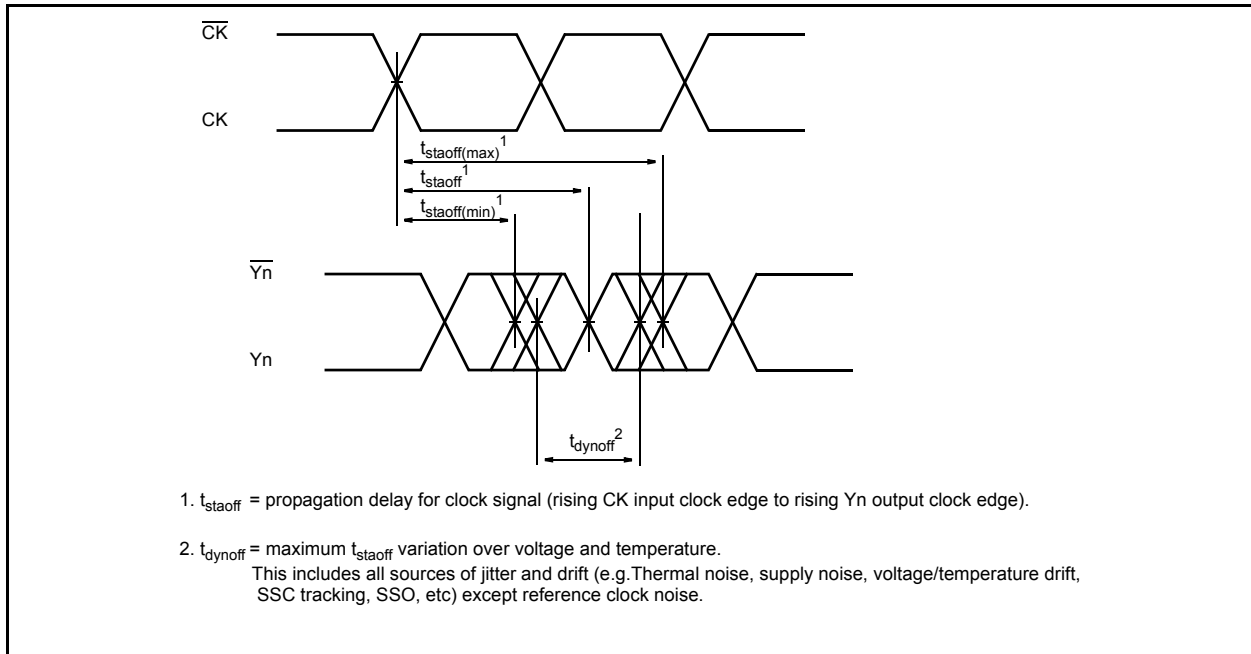 C̅K̅
CK
tstaoff(max)1
tstaoff1
tstaoff(min)1
Y̅n̅
Yn
tdynoff2
1. tstaoff = propagation delay for clock signal (rising CK input clock edge to rising Yn output clock edge).
2. tdynoff = maximum tstaoff variation over voltage and temperature.
This includes all sources of jitter and drift (e.g.Thermal noise, supply noise, voltage/temperature drift,
SSC tracking, SSO, etc) except reference clock noise.